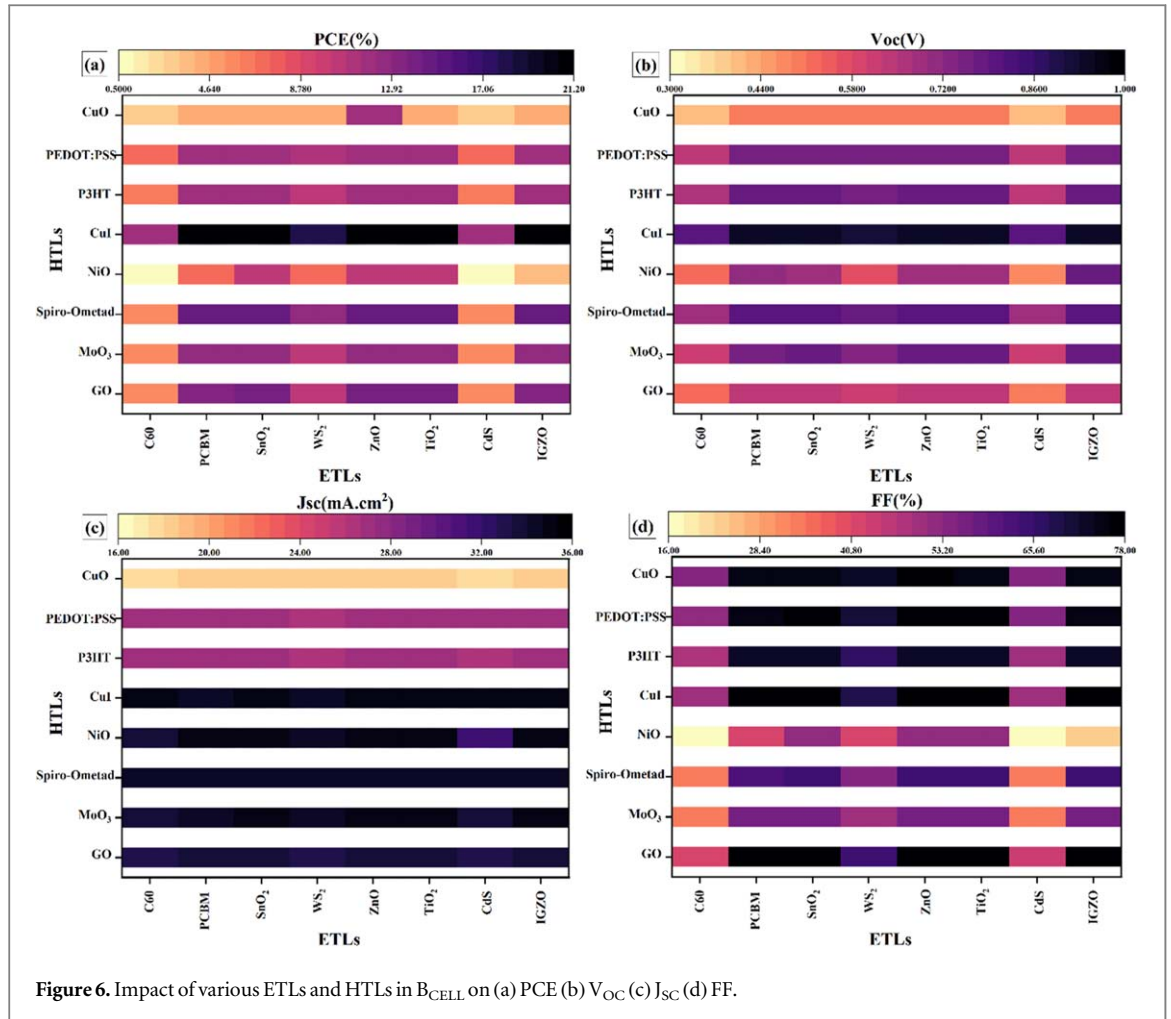 PCE(%)
(a)
0.5000 4.640 8.780 12.92 17.06 21.20
CuO
PEDOT:PSS
P3HT
CuI
NiO
Spiro-Ometad
MoO₃
GO
HTLs
C60 PCBM SnO₂ WS₂ ZnO TiO₂ CdS IGZO
ETLs
Voc(V)
(b)
0.3000 0.4400 0.5800 0.7200 0.8600 1.000
CuO
PEDOT:PSS
P3HT
CuI
NiO
Spiro-Ometad
MoO₃
GO
HTLs
C60 PCBM SnO₂ WS₂ ZnO TiO₂ CdS IGZO
ETLs
Jsc(mA.cm²)
(c)
16.00 20.00 24.00 28.00 32.00 36.00
CuO
PEDOT:PSS
P3HT
CuI
NiO
Spiro-Ometad
MoO₃
GO
HTLs
C60 PCBM SnO₂ WS₂ ZnO TiO₂ CdS IGZO
ETLs
FF(%)
(d)
16.00 28.40 40.80 53.20 65.60 78.00
CuO
PEDOT:PSS
P3HT
CuI
NiO
Spiro-Ometad
MoO₃
GO
HTLs
C60 PCBM SnO₂ WS₂ ZnO TiO₂ CdS IGZO
ETLs
Figure 6. Impact of various ETLs and HTLs in B_CELL on (a) PCE (b) V_OC (c) J_SC (d) FF.